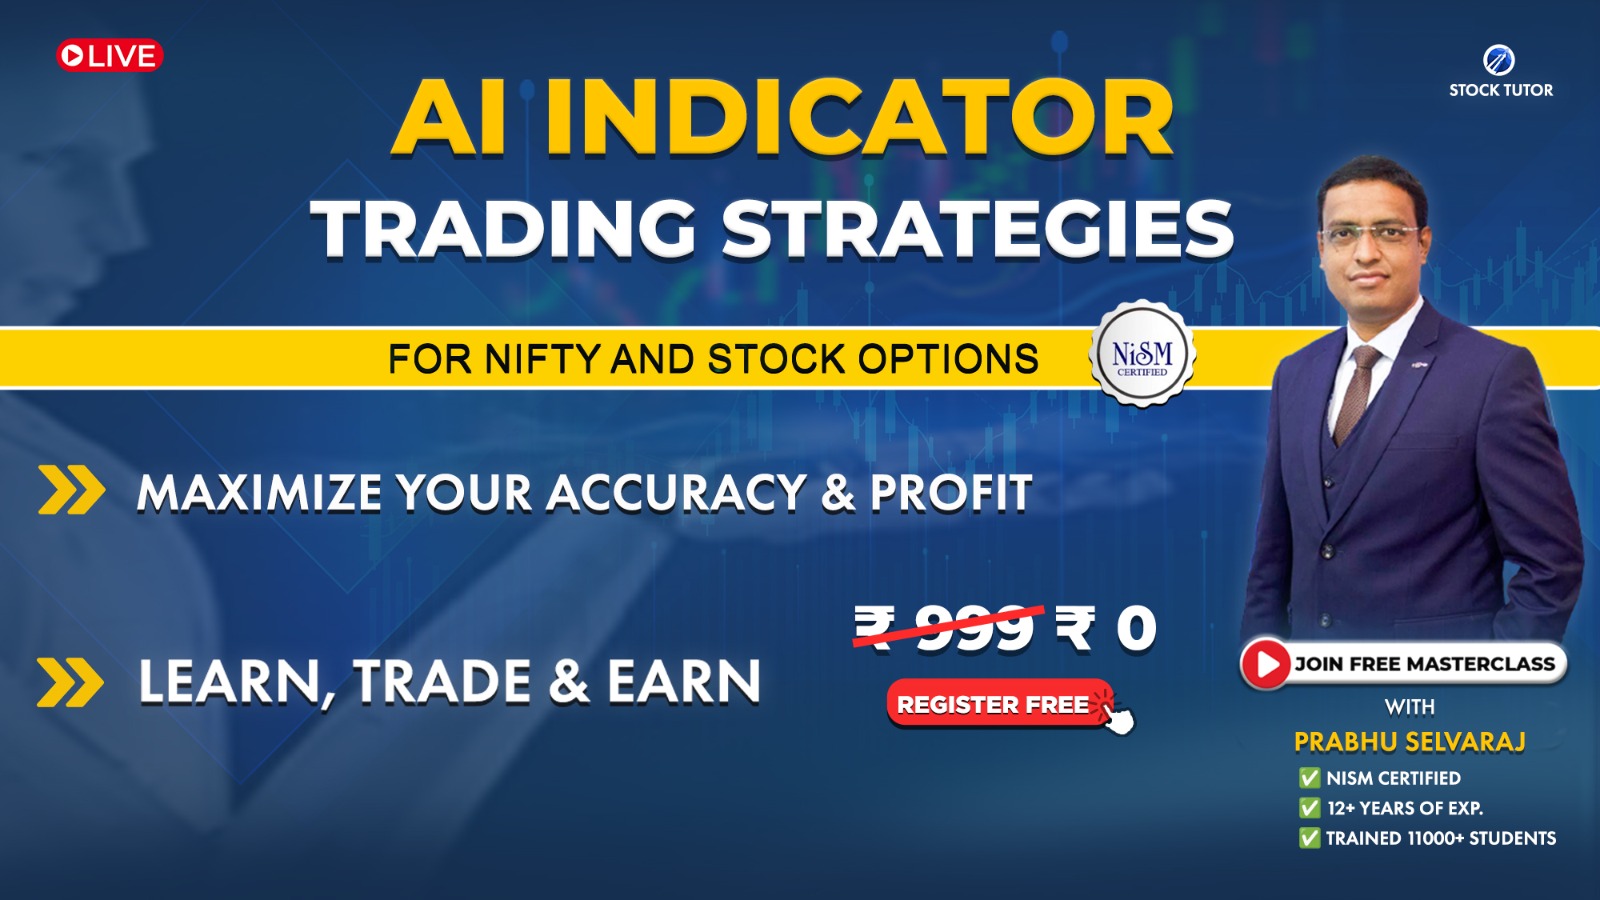 LIVE
STOCK TUTOR
AI INDICATOR
TRADING STRATEGIES
FOR NIFTY AND STOCK OPTIONS
NiSM
CERTIFIED
MAXIMIZE YOUR ACCURACY & PROFIT
LEARN, TRADE & EARN
₹ 999 ₹ 0
REGISTER FREE
JOIN FREE MASTERCLASS
WITH
PRABHU SELVARAJ
✅ NISM CERTIFIED
✅ 12+ YEARS OF EXP.
✅ TRAINED 11000+ STUDENTS